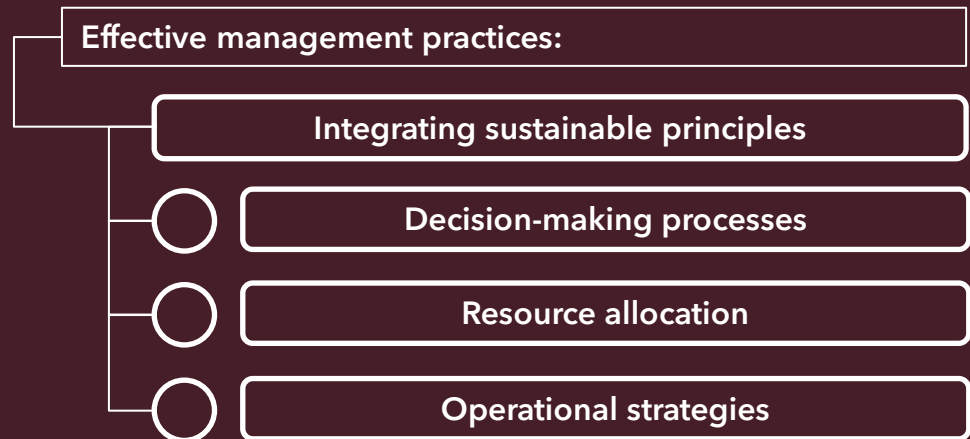 Effective management practices:
Integrating sustainable principles
Decision-making processes
Resource allocation
Operational strategies